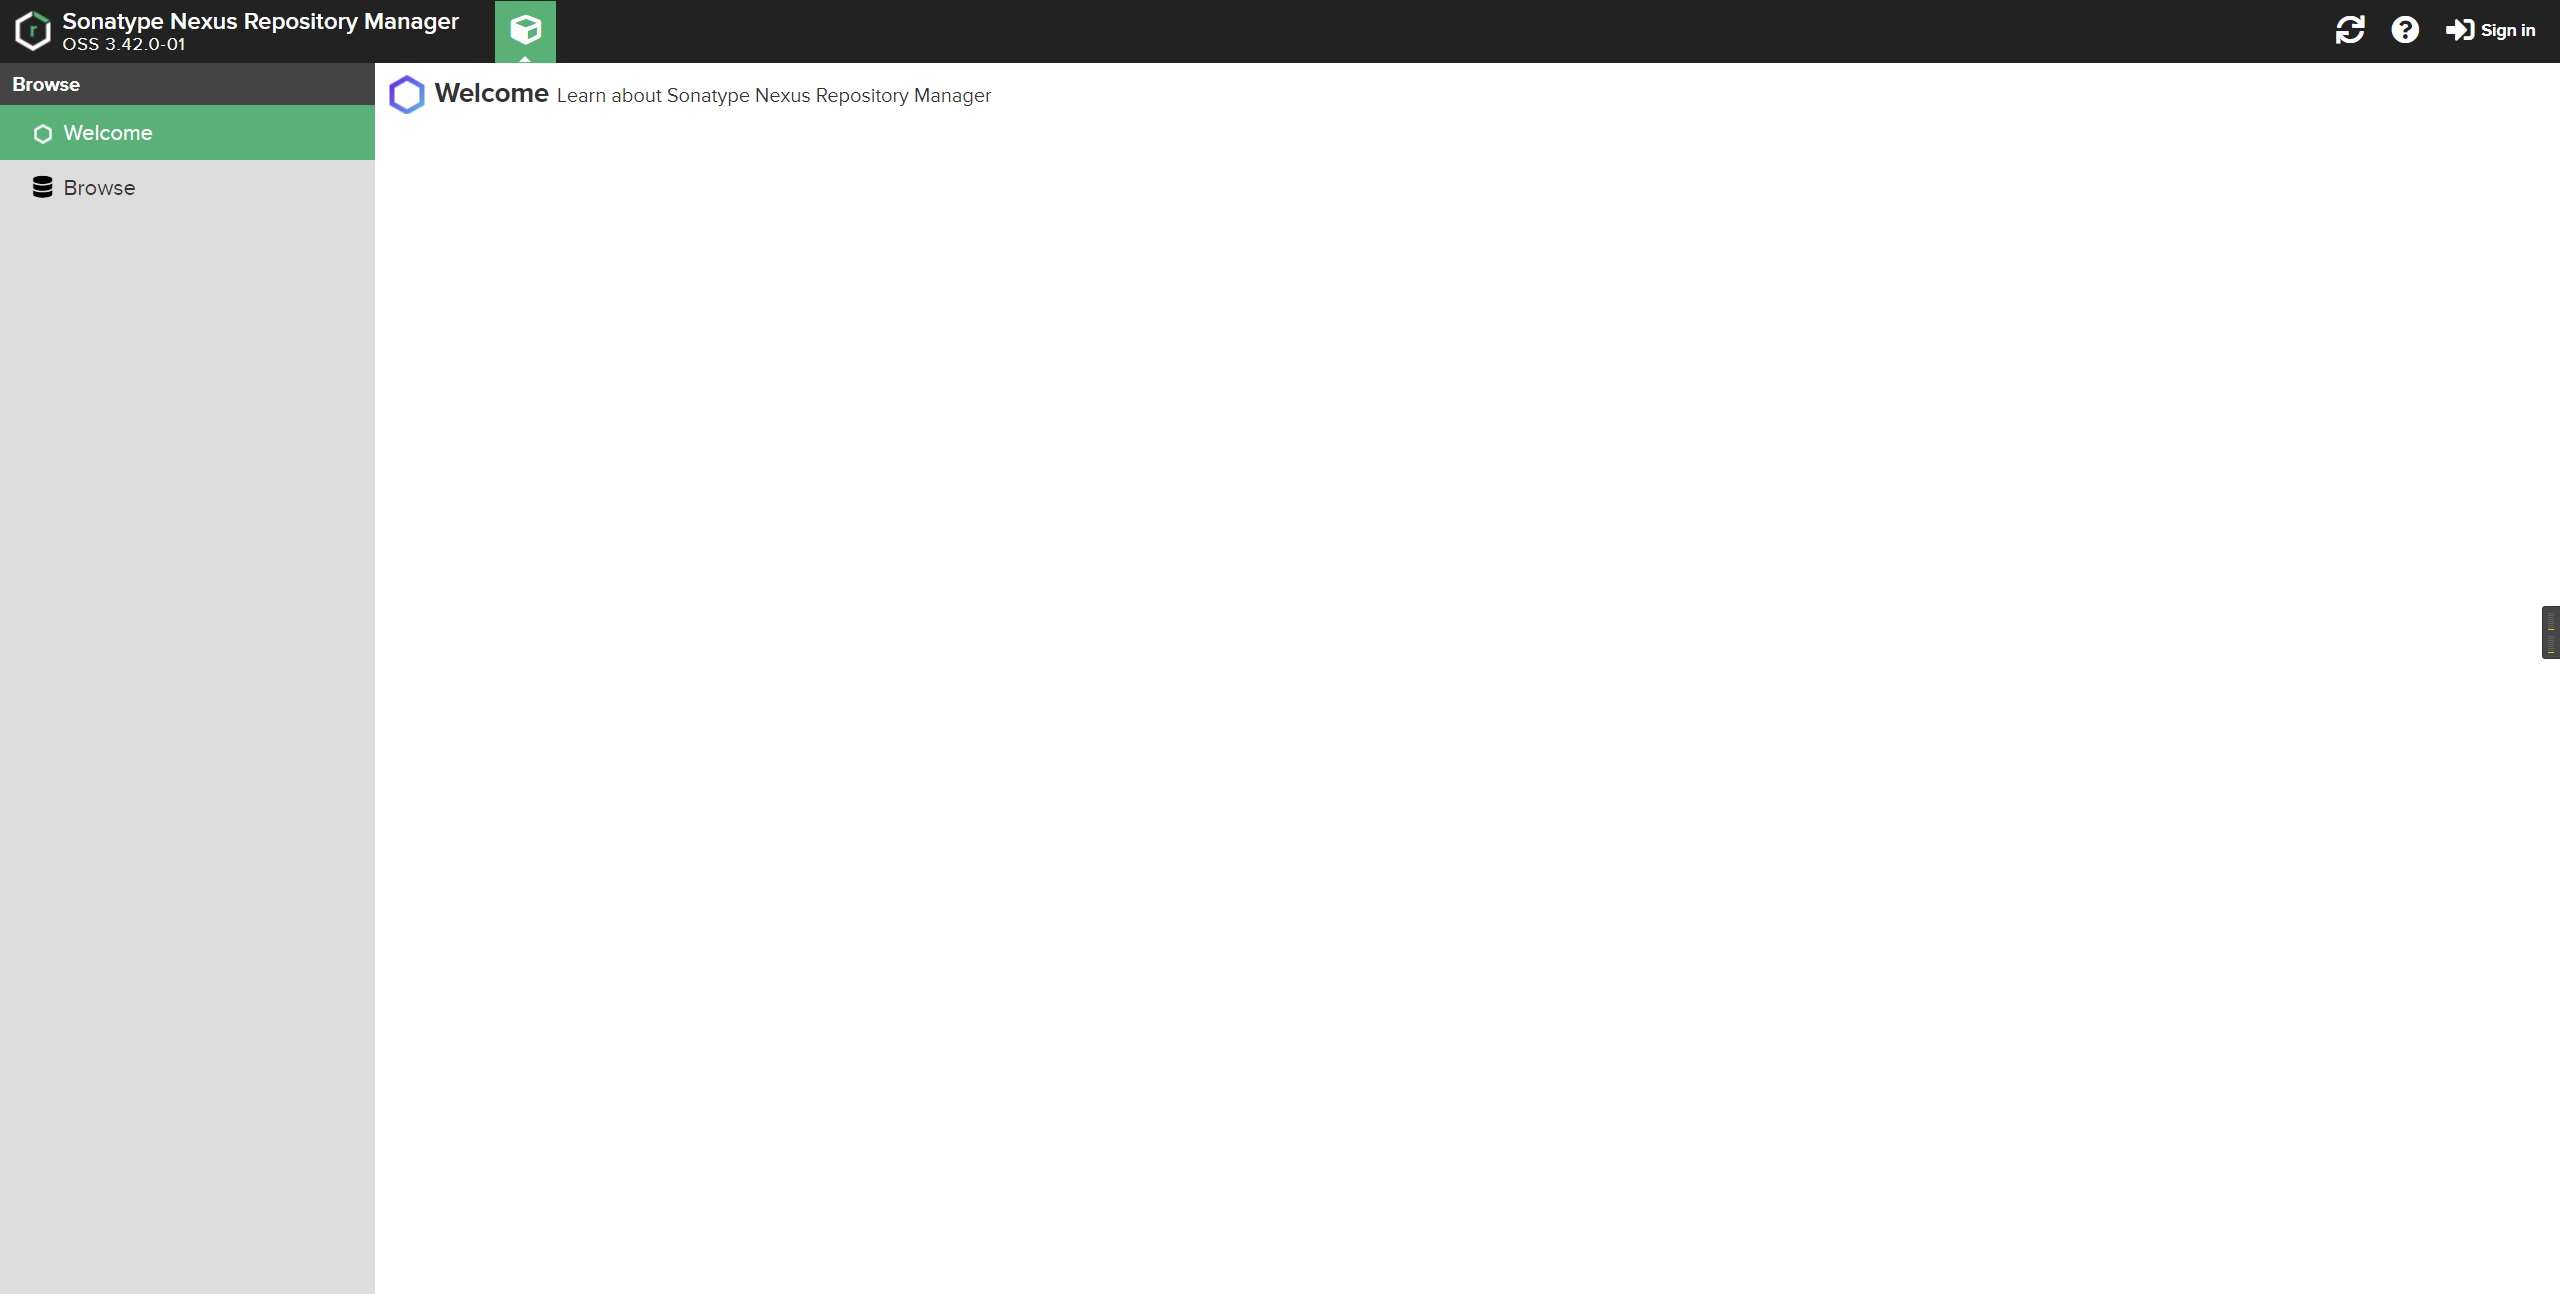 Sonatype Nexus Repository Manager
OSS 3.42.0-01
Sign in
Browse
Welcome
Browse
Welcome Learn about Sonatype Nexus Repository Manager